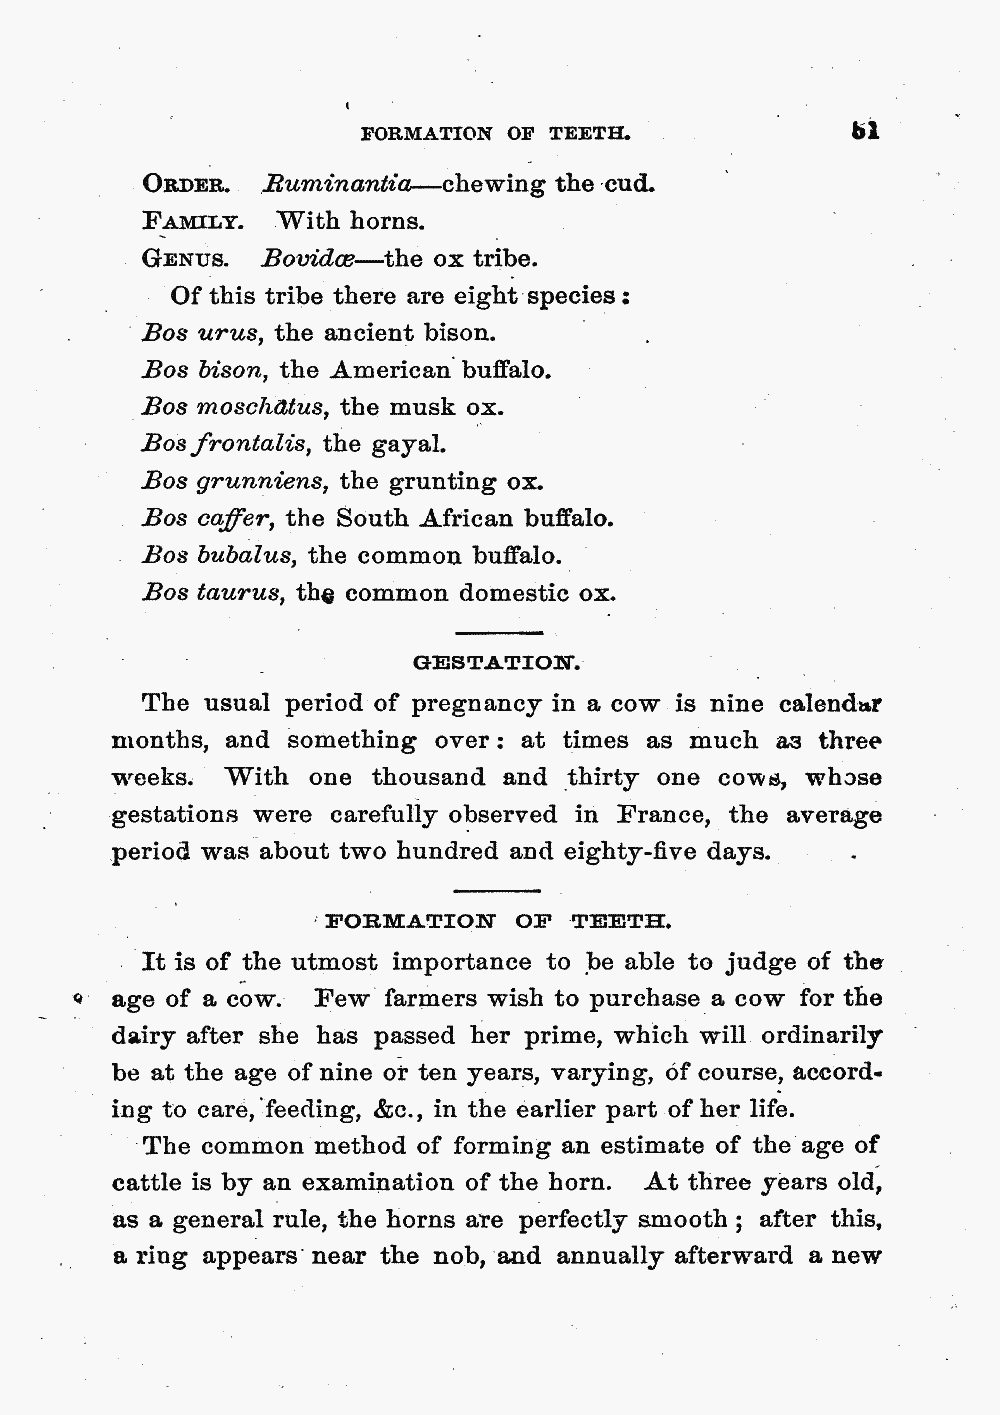 FORMATION OF TEETH. 51
ORDER. Ruminantia—chewing the cud.
FAMILY. With horns.
GENUS. Bovidœ—the ox tribe.
Of this tribe there are eight species:
Bos urus, the ancient bison.
Bos bison, the American buffalo.
Bos moschātus, the musk ox.
Bos frontalis, the gayal.
Bos grunniens, the grunting ox.
Bos caffer, the South African buffalo.
Bos bubalus, the common buffalo.
Bos taurus, the common domestic ox.
GESTATION.
The usual period of pregnancy in a cow is nine calendar
months, and something over: at times as much as three
weeks. With one thousand and thirty one cows, whose
gestations were carefully observed in France, the average
period was about two hundred and eighty-five days.
FORMATION OF TEETH.
It is of the utmost importance to be able to judge of the
age of a cow. Few farmers wish to purchase a cow for the
dairy after she has passed her prime, which will ordinarily
be at the age of nine or ten years, varying, of course, accord-
ing to care, feeding, &c., in the earlier part of her life.
The common method of forming an estimate of the age of
cattle is by an examination of the horn. At three years old,
as a general rule, the horns are perfectly smooth; after this,
a ring appears near the nob, and annually afterward a new